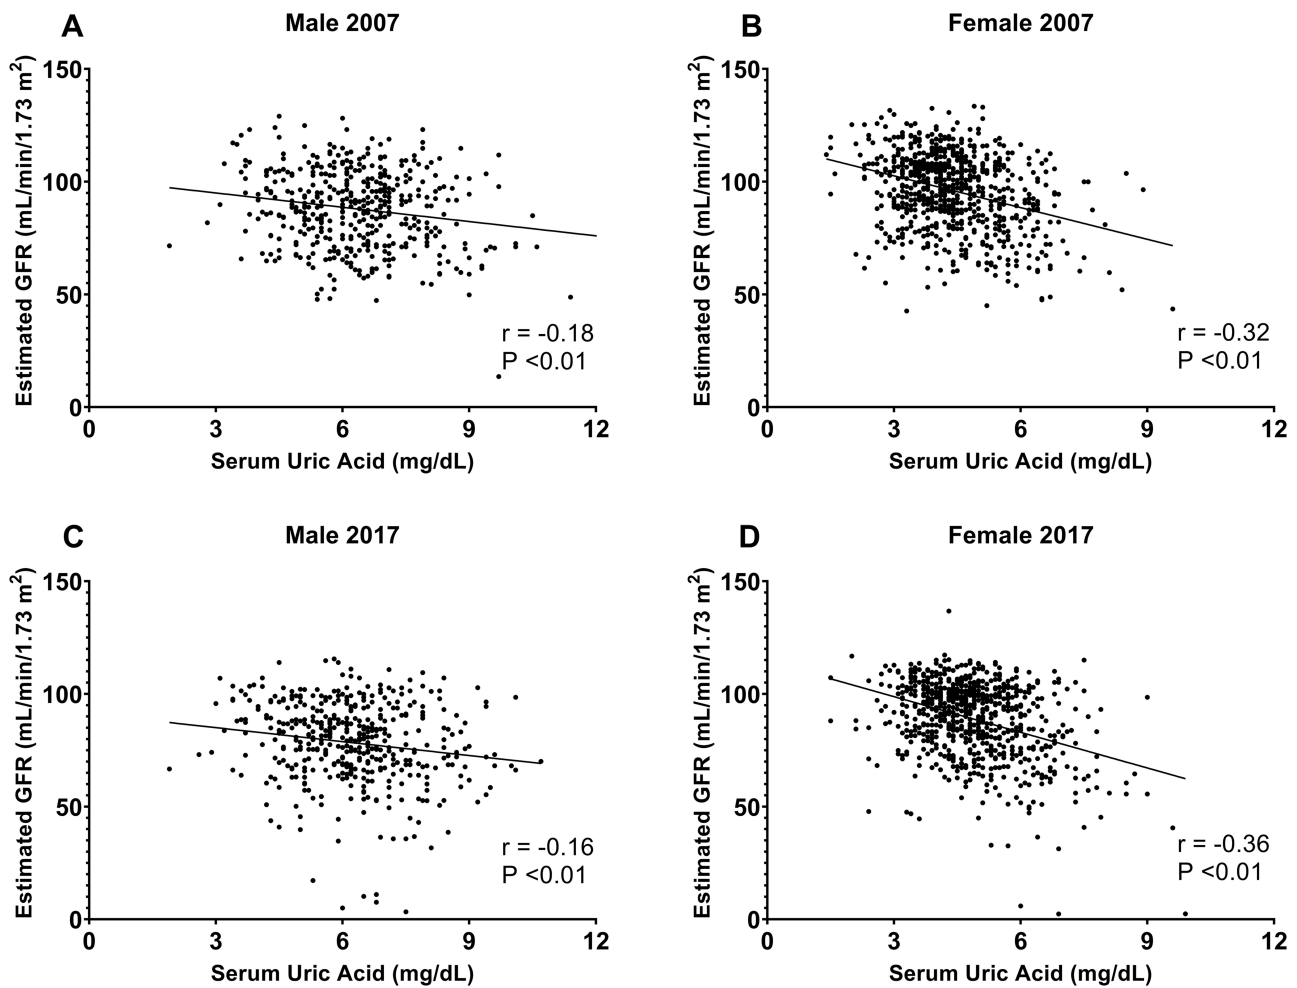 A
Male 2007
Estimated GFR (mL/min/1.73 m²)
150
100
50
0
0 3 6 9 12
Serum Uric Acid (mg/dL)
r = -0.18
P <0.01
B
Female 2007
Estimated GFR (mL/min/1.73 m²)
150
100
50
0
0 3 6 9 12
Serum Uric Acid (mg/dL)
r = -0.32
P <0.01
C
Male 2017
Estimated GFR (mL/min/1.73 m²)
150
100
50
0
0 3 6 9 12
Serum Uric Acid (mg/dL)
r = -0.16
P <0.01
D
Female 2017
Estimated GFR (mL/min/1.73 m²)
150
100
50
0
0 3 6 9 12
Serum Uric Acid (mg/dL)
r = -0.36
P <0.01